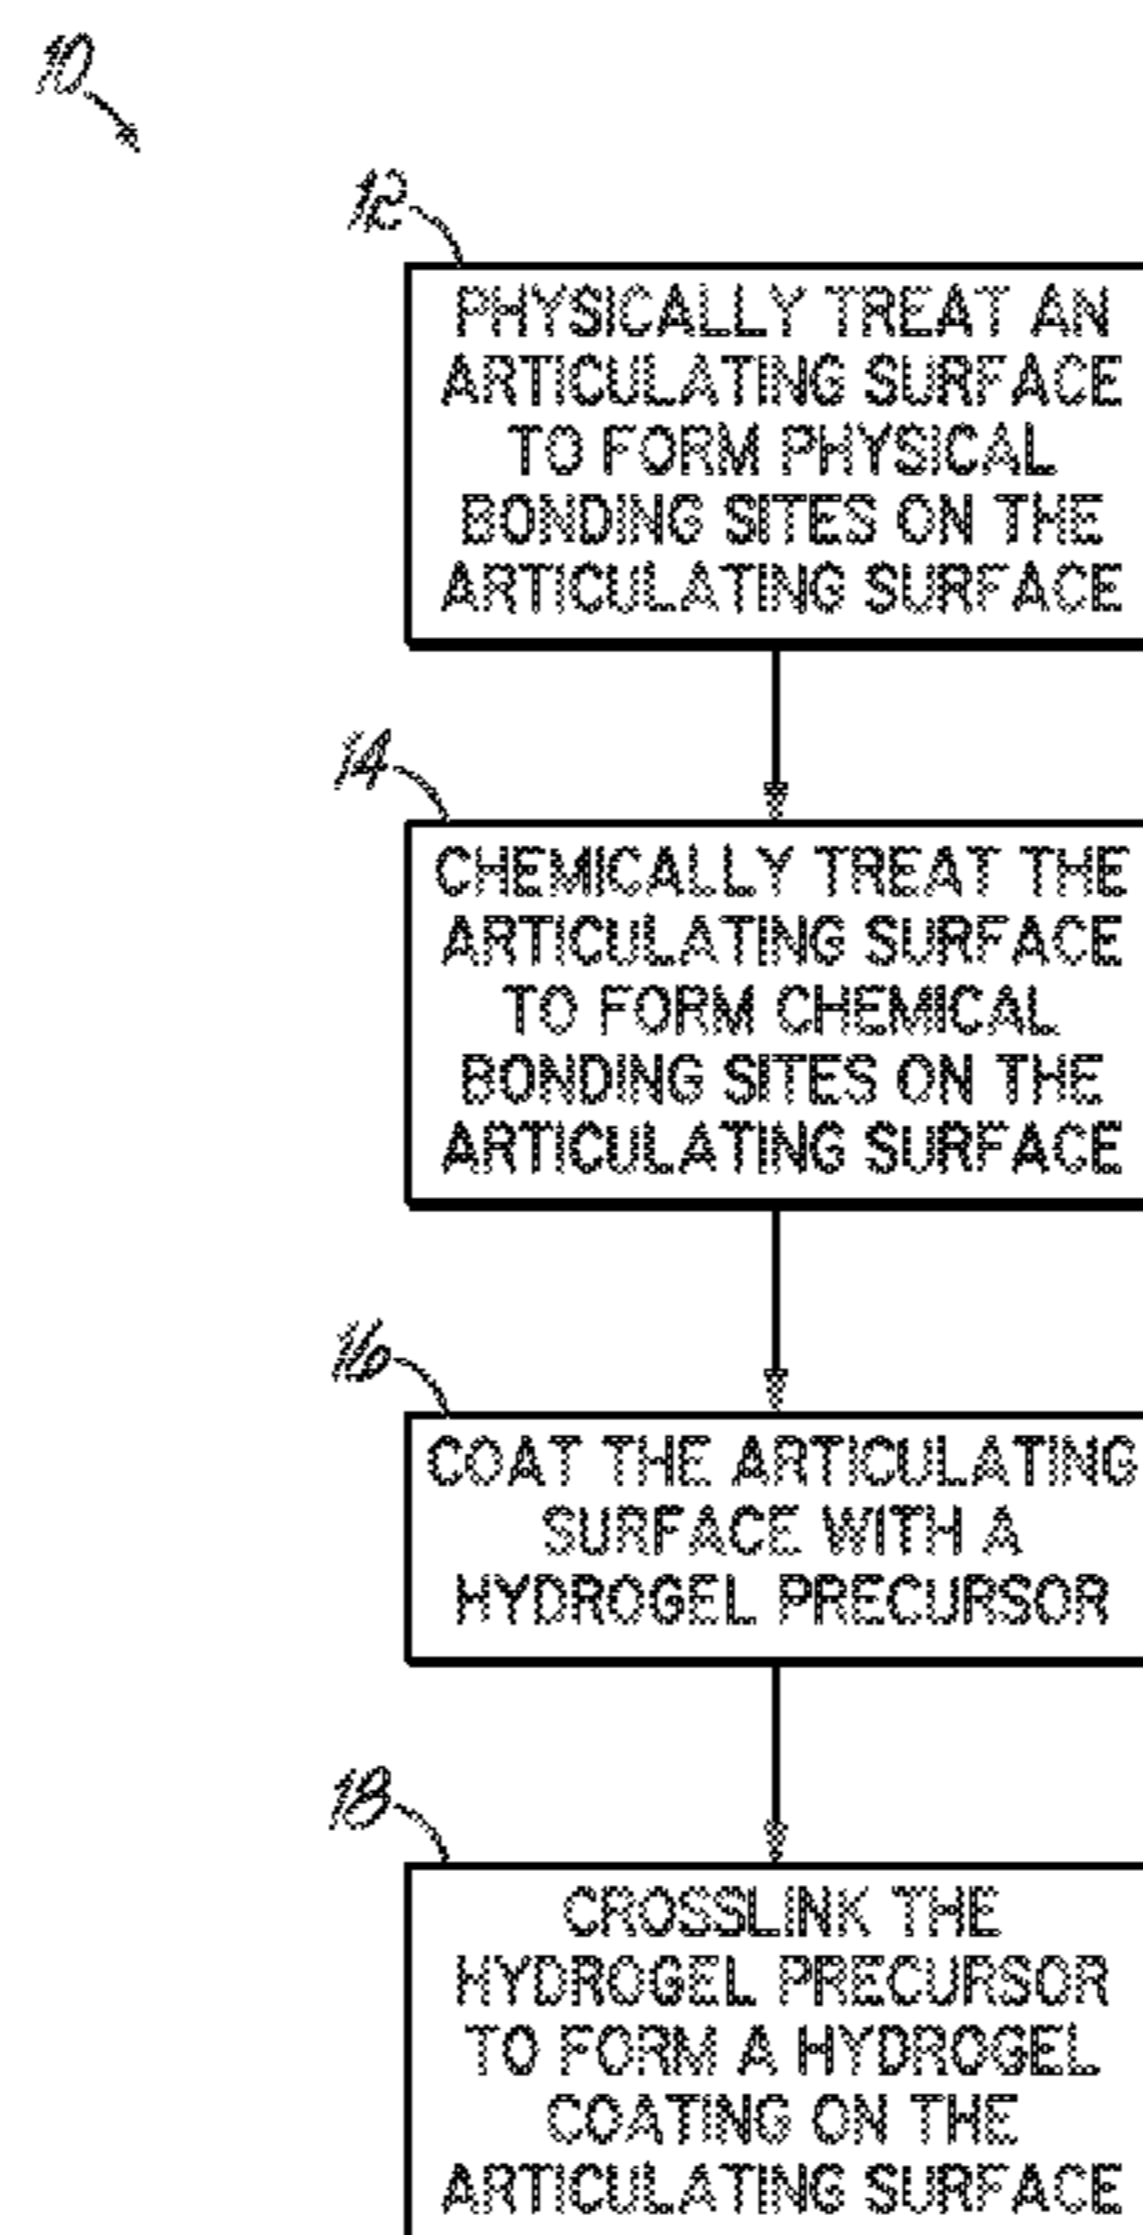 10
12
PHYSICALLY TREAT AN
ARTICULATING SURFACE
TO FORM PHYSICAL
BONDING SITES ON THE
ARTICULATING SURFACE
14
CHEMICALLY TREAT THE
ARTICULATING SURFACE
TO FORM CHEMICAL
BONDING SITES ON THE
ARTICULATING SURFACE
16
COAT THE ARTICULATING
SURFACE WITH A
HYDROGEL PRECURSOR
18
CROSSLINK THE
HYDROGEL PRECURSOR
TO FORM A HYDROGEL
COATING ON THE
ARTICULATING SURFACE